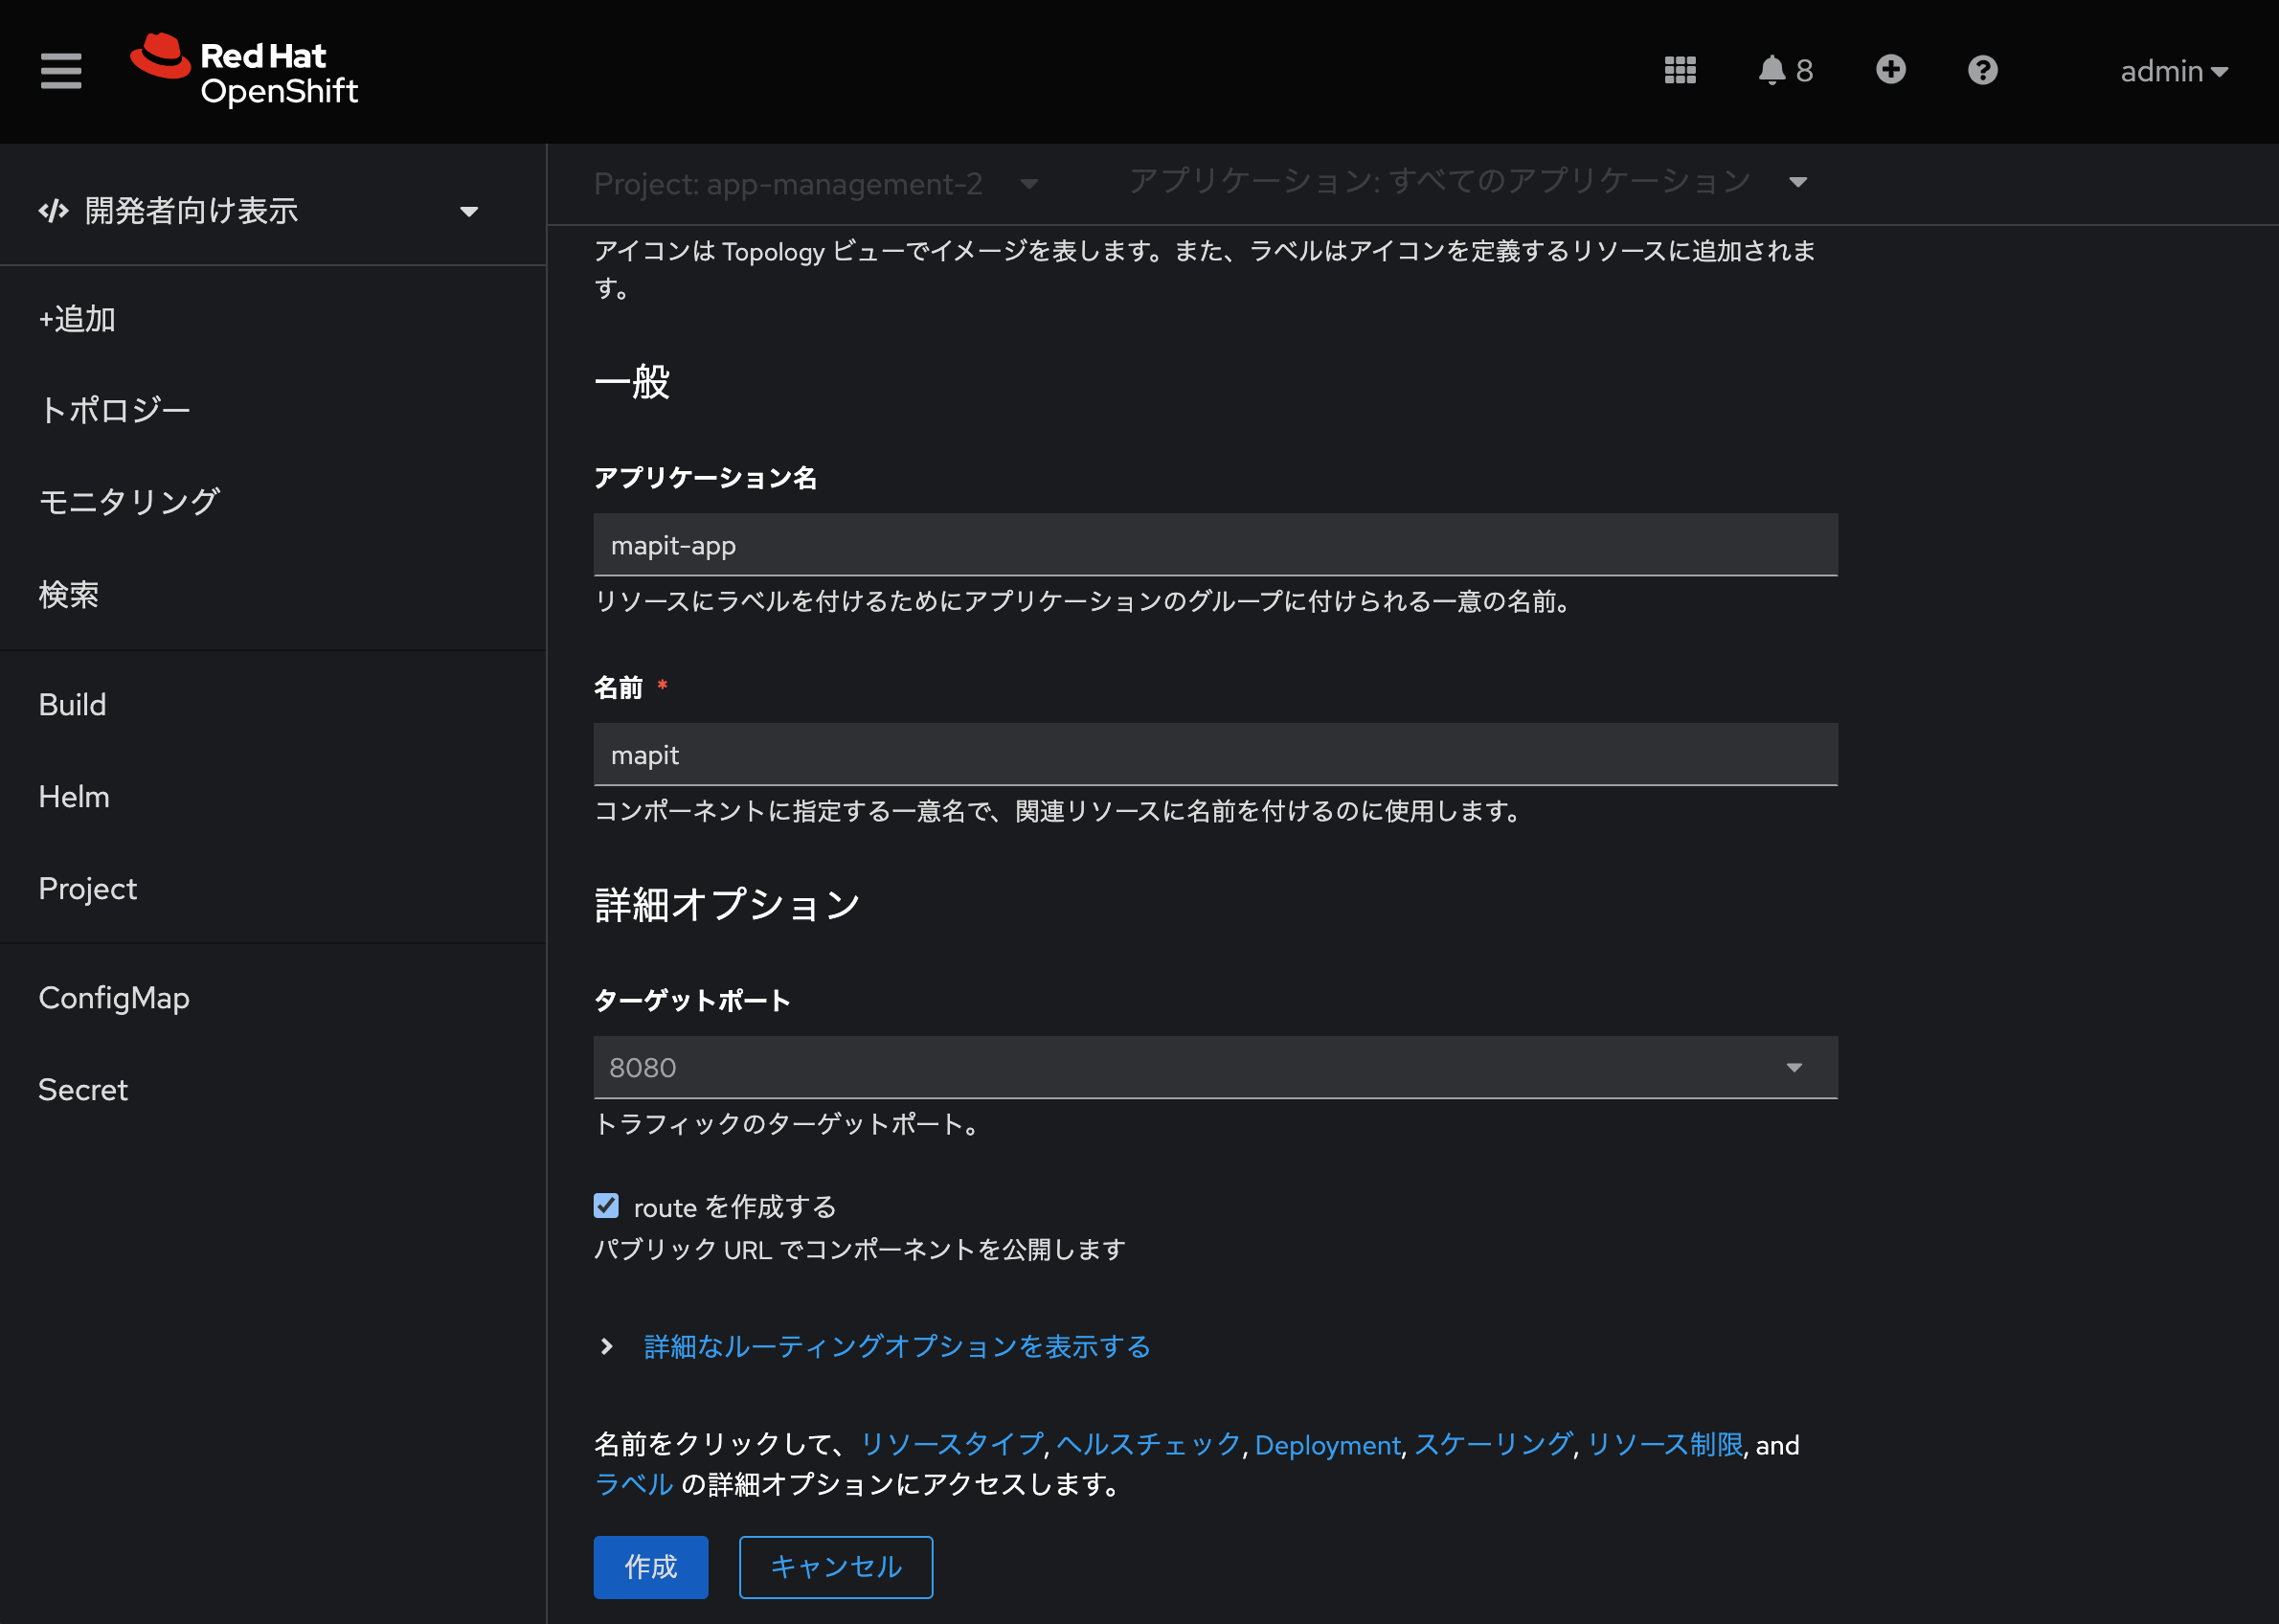 Red Hat
OpenShift
8
admin
開発者向け表示
+追加
トポロジー
モニタリング
検索
Build
Helm
Project
ConfigMap
Secret
Project: app-management-2
アプリケーション: すべてのアプリケーション
アイコンは Topology ビューでイメージを表します。また、ラベルはアイコンを定義するリソースに追加されま
す。
一般
アプリケーション名
mapit-app
リソースにラベルを付けるためにアプリケーションのグループに付けられる一意の名前。
名前 *
mapit
コンポーネントに指定する一意名で、関連リソースに名前を付けるのに使用します。
詳細オプション
ターゲットポート
8080
トラフィックのターゲットポート。
route を作成する
パブリック URL でコンポーネントを公開します
詳細なルーティングオプションを表示する
名前をクリックして、リソースタイプ, ヘルスチェック, Deployment, スケーリング, リソース制限, and
ラベル の詳細オプションにアクセスします。
作成
キャンセル